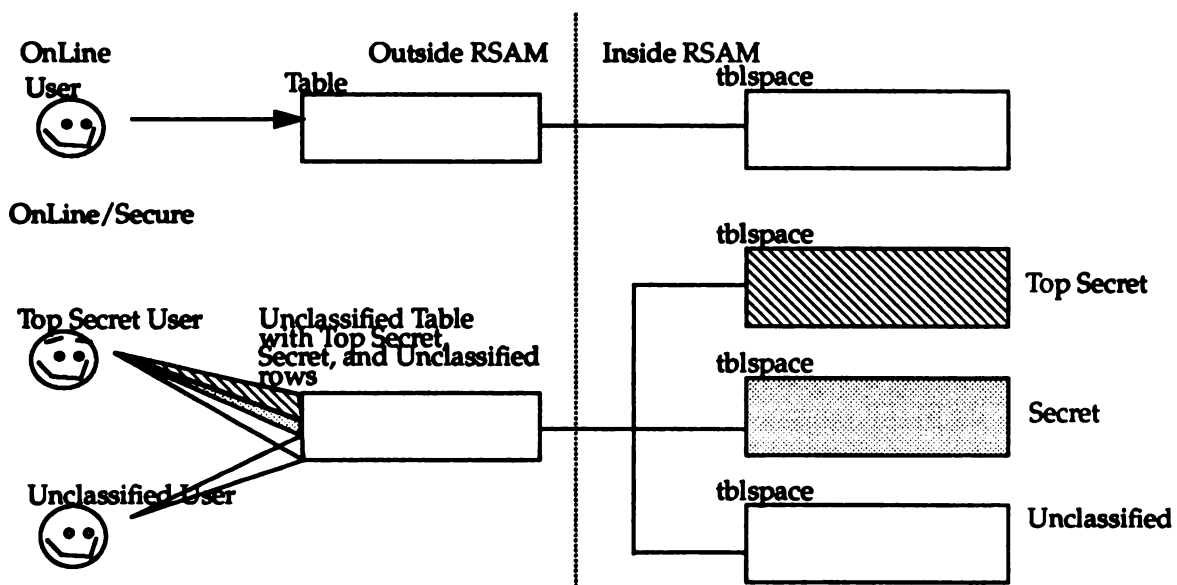 OnLine
User
Outside RSAM
Inside RSAM
Table
tblspace
OnLine/Secure
tblspace
Top Secret
Top Secret User
Unclassified Table
with Top Secret,
Secret, and Unclassified
rows
tblspace
Secret
Unclassified User
tblspace
Unclassified